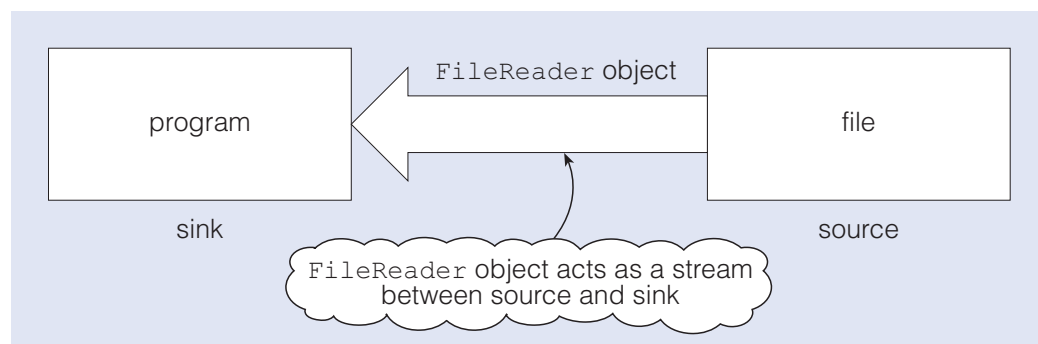 FileReader object
program
file
sink
source
FileReader object acts as a stream
between source and sink